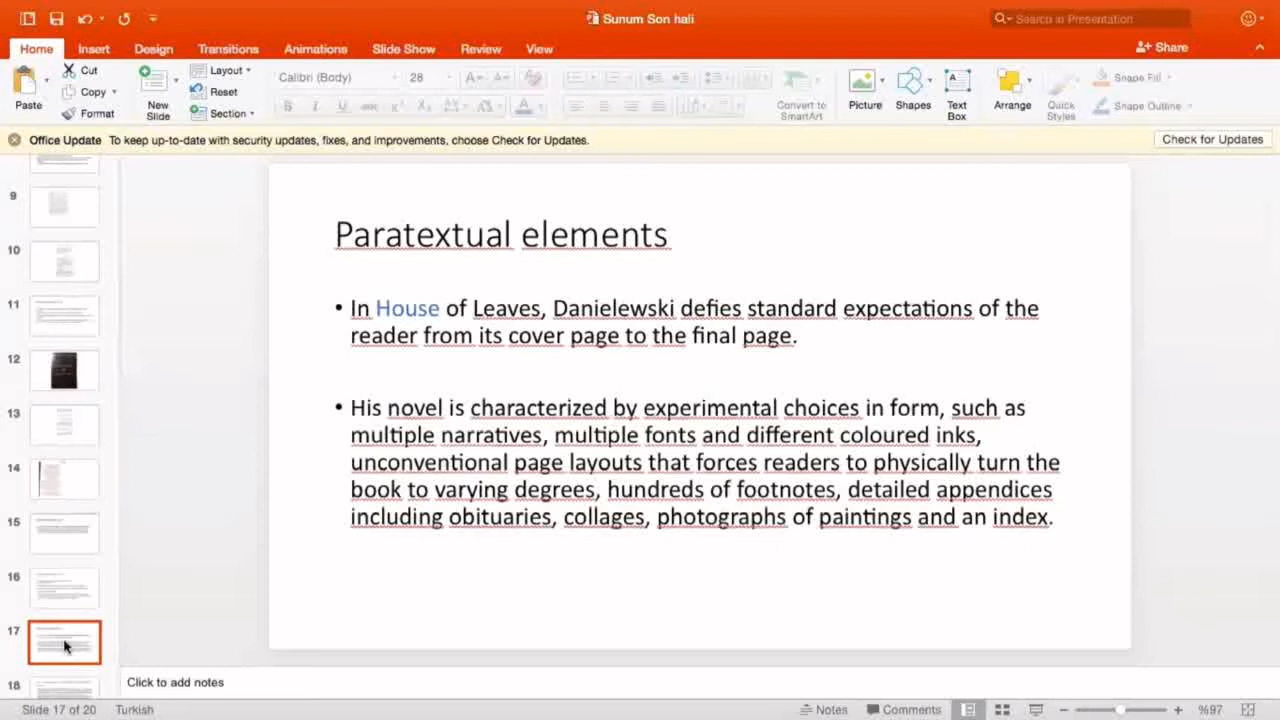 Sunum Son hali
Search in Presentation
Home Insert Design Transitions Animations Slide Show Review View
Share
Paste
Cut
Copy
Format
New Slide
Layout
Reset
Section
Calibri (Body) 28
Convert to SmartArt
Picture
Shapes
Text Box
Arrange
Quick Styles
Shape Fill
Shape Outline
Office Update To keep up-to-date with security updates, fixes, and improvements, choose Check for Updates.
Check for Updates
9
10
11
12
13
14
15
16
17
18
Paratextual elements
• In House of Leaves, Danielewski defies standard expectations of the
reader from its cover page to the final page.
• His novel is characterized by experimental choices in form, such as
multiple narratives, multiple fonts and different coloured inks,
unconventional page layouts that forces readers to physically turn the
book to varying degrees, hundreds of footnotes, detailed appendices
including obituaries, collages, photographs of paintings and an index.
Click to add notes
Slide 17 of 20 Turkish
Notes Comments %97